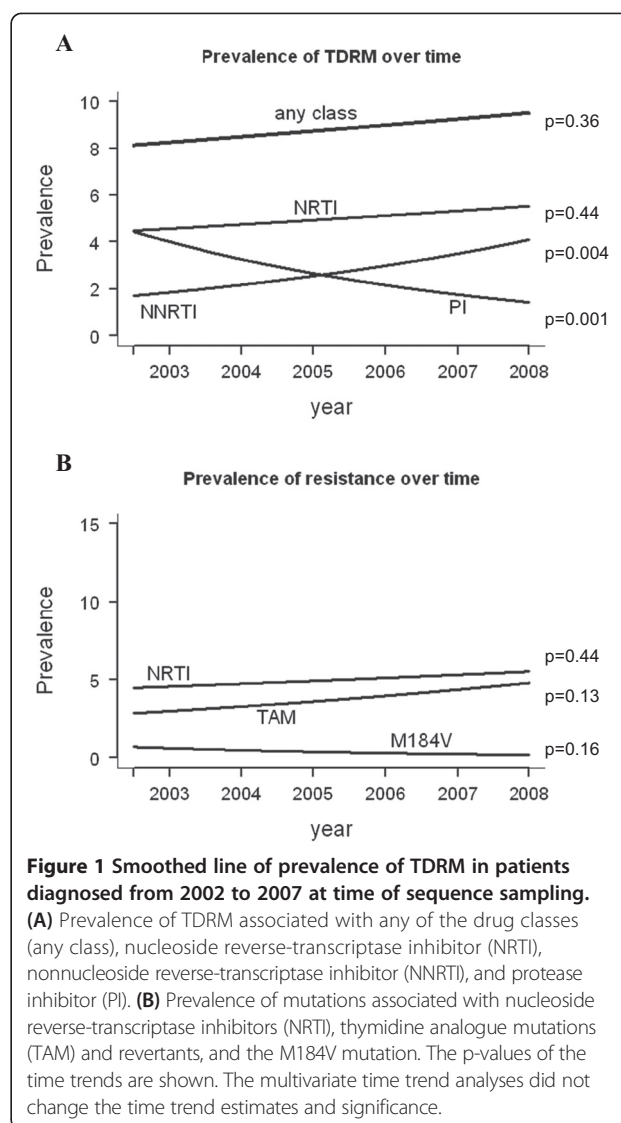 A
Prevalence of TDRM over time
10
8
6
4
2
0
Prevalence
any class
NRTI
NNRTI
PI
p=0.36
p=0.44
p=0.004
p=0.001
2003 2004 2005 2006 2007 2008
year
B
Prevalence of resistance over time
15
10
5
0
Prevalence
NRTI
TAM
M184V
p=0.44
p=0.13
p=0.16
2003 2004 2005 2006 2007 2008
year
Figure 1 Smoothed line of prevalence of TDRM in patients
diagnosed from 2002 to 2007 at time of sequence sampling.
(A) Prevalence of TDRM associated with any of the drug classes
(any class), nucleoside reverse-transcriptase inhibitor (NRTI),
nonnucleoside reverse-transcriptase inhibitor (NNRTI), and protease
inhibitor (PI). (B) Prevalence of mutations associated with nucleoside
reverse-transcriptase inhibitors (NRTI), thymidine analogue mutations
(TAM) and revertants, and the M184V mutation. The p-values of the
time trends are shown. The multivariate time trend analyses did not
change the time trend estimates and significance.